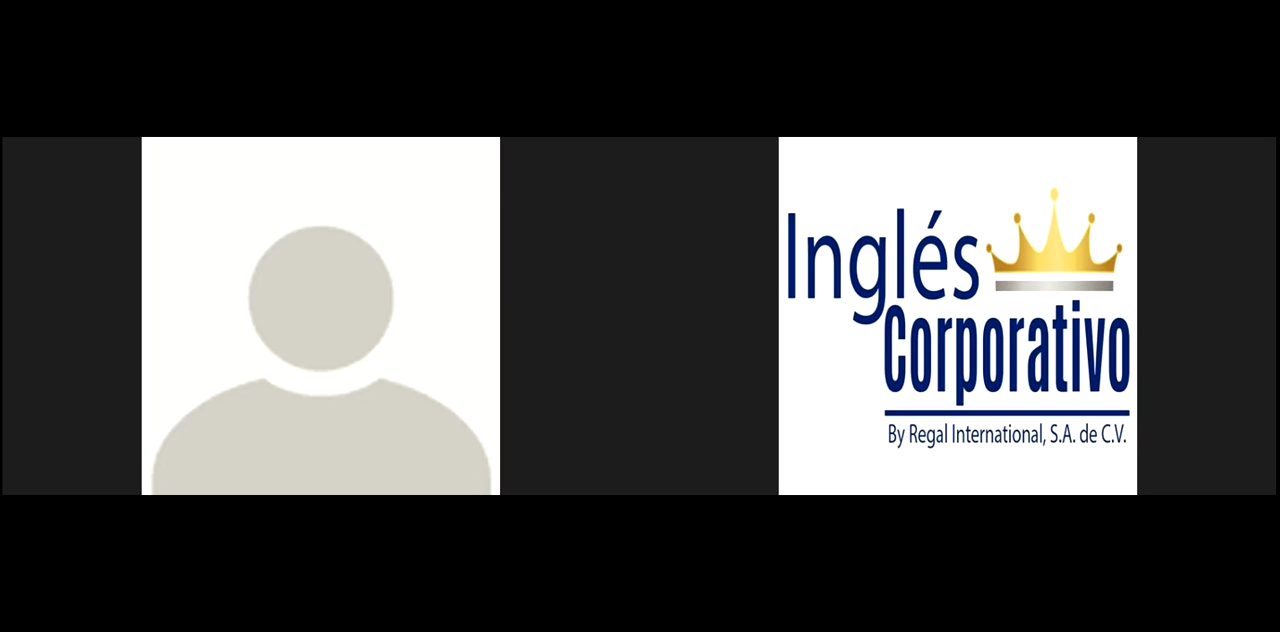 Inglés
Corporativo
By Regal International, S.A. de C.V.